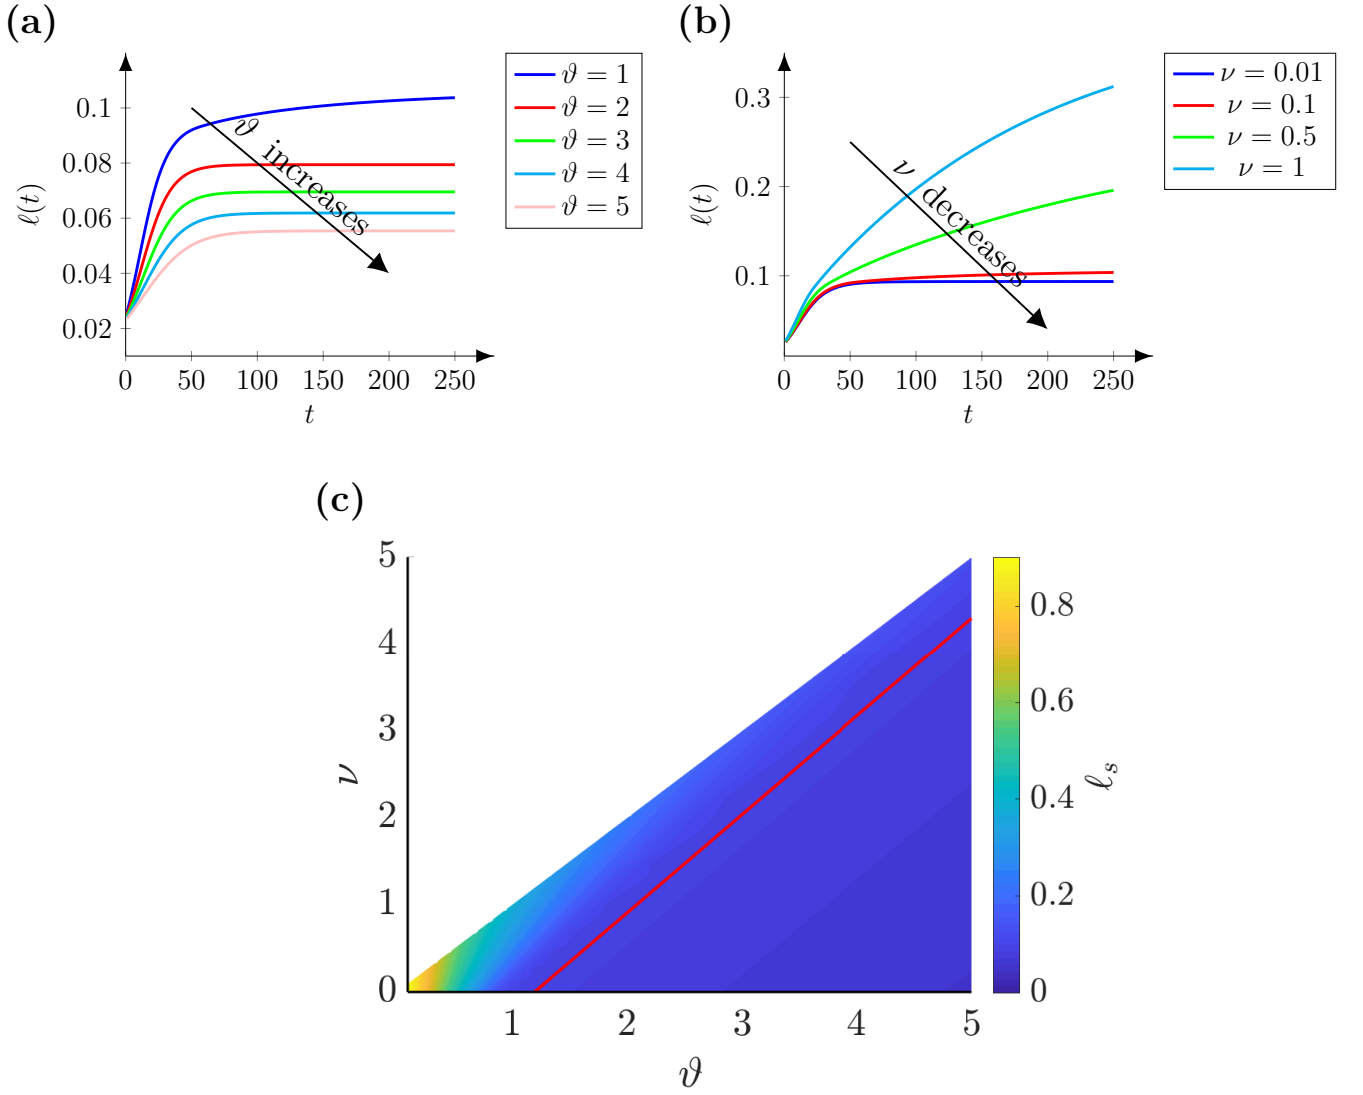 (a)
0.1
0.08
0.06
0.04
0.02
ℓ(t)
0 50 100 150 200 250
t
ϑ increases
ϑ = 1
ϑ = 2
ϑ = 3
ϑ = 4
ϑ = 5
(b)
0.3
0.2
0.1
ℓ(t)
0 50 100 150 200 250
t
ν decreases
ν = 0.01
ν = 0.1
ν = 0.5
ν = 1
(c)
5
4
3
2
1
0
ν
1 2 3 4 5
ϑ
0.8
0.6
0.4
0.2
0
ℓₛ